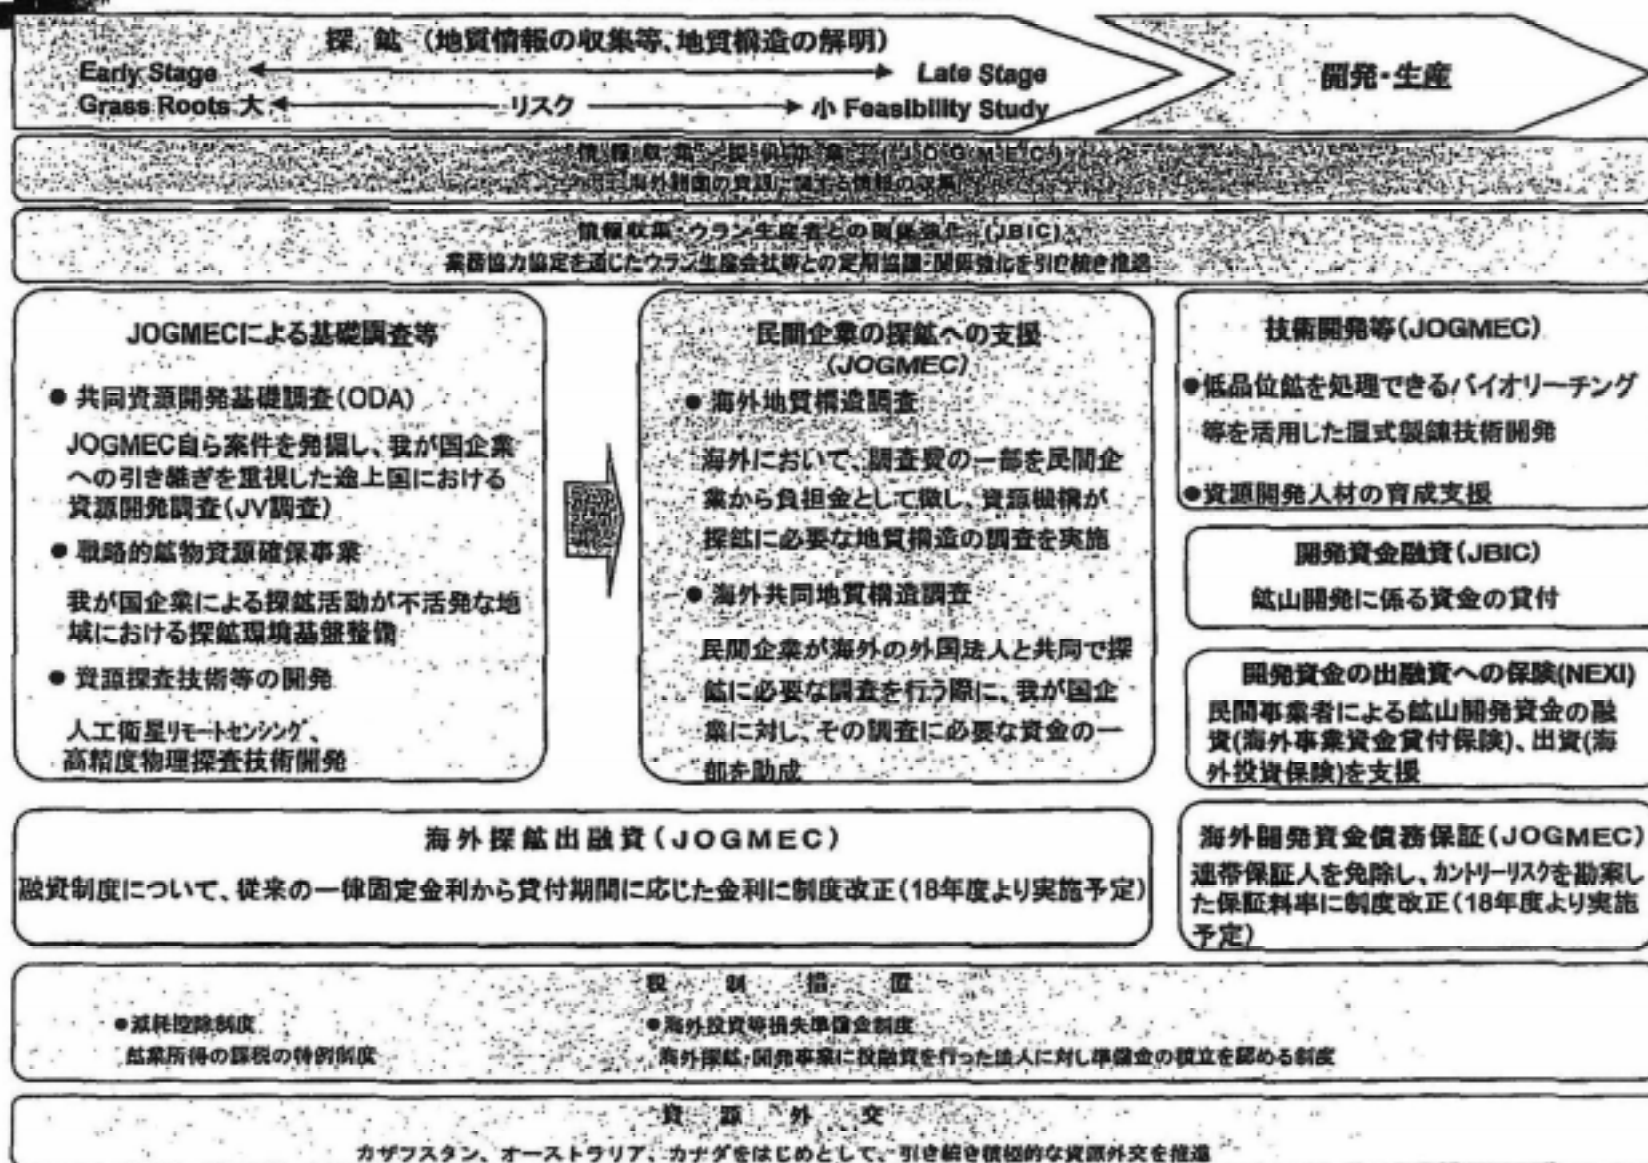 探 鉱 (地質情報の収集等、地質構造の解明)
Early Stage Late Stage
Grass Roots 大 リスク 小 Feasibility Study
開発・生産
情報収集・提供事業 (JOGMEC)
海外諸国の資源に関する情報の収集
情報収集・ウラン生産者との関係強化 (JBIC)
業務協力協定を通じたウラン生産会社等との定期協議・関係強化を引き続き推進
JOGMECによる基礎調査等
● 共同資源開発基礎調査(ODA)
JOGMEC自ら案件を発掘し、我が国企業
への引き継ぎを重視した途上国における
資源開発調査(JV調査)
● 戦略的鉱物資源確保事業
我が国企業による探鉱活動が不活発な地
域における探鉱環境基盤整備
● 資源探査技術等の開発
人工衛星リモートセンシング、
高精度物理探査技術開発
民間企業の探鉱への支援
(JOGMEC)
● 海外地質構造調査
海外において、調査費の一部を民間企
業から負担金として徴し、資源機構が
探鉱に必要な地質構造の調査を実施
● 海外共同地質構造調査
民間企業が海外の外国法人と共同で探
鉱に必要な調査を行う際に、我が国企
業に対し、その調査に必要な資金の一
部を助成
技術開発等(JOGMEC)
●低品位鉱を処理できるバイオリーチング
等を活用した湿式製錬技術開発
●資源開発人材の育成支援
開発資金融資(JBIC)
鉱山開発に係る資金の貸付
開発資金の出融資への保険(NEXI)
民間事業者による鉱山開発資金の融
資(海外事業資金貸付保険)、出資(海
外投資保険)を支援
海外探鉱出融資(JOGMEC)
融資制度について、従来の一律固定金利から貸付期間に応じた金利に制度改正(18年度より実施予定)
海外開発資金債務保証(JOGMEC)
連帯保証人を免除し、カントリーリスクを勘案し
た保証料率に制度改正(18年度より実施
予定)
税 制 措 置
●減耗控除制度
鉱業所得の課税の特例制度
●海外投資等損失準備金制度
海外探鉱・開発事業に投融資を行った法人に対し準備金の積立を認める制度
資 源 外 交
カザフスタン、オーストラリア、カナダをはじめとして、引き続き積極的な資源外交を推進